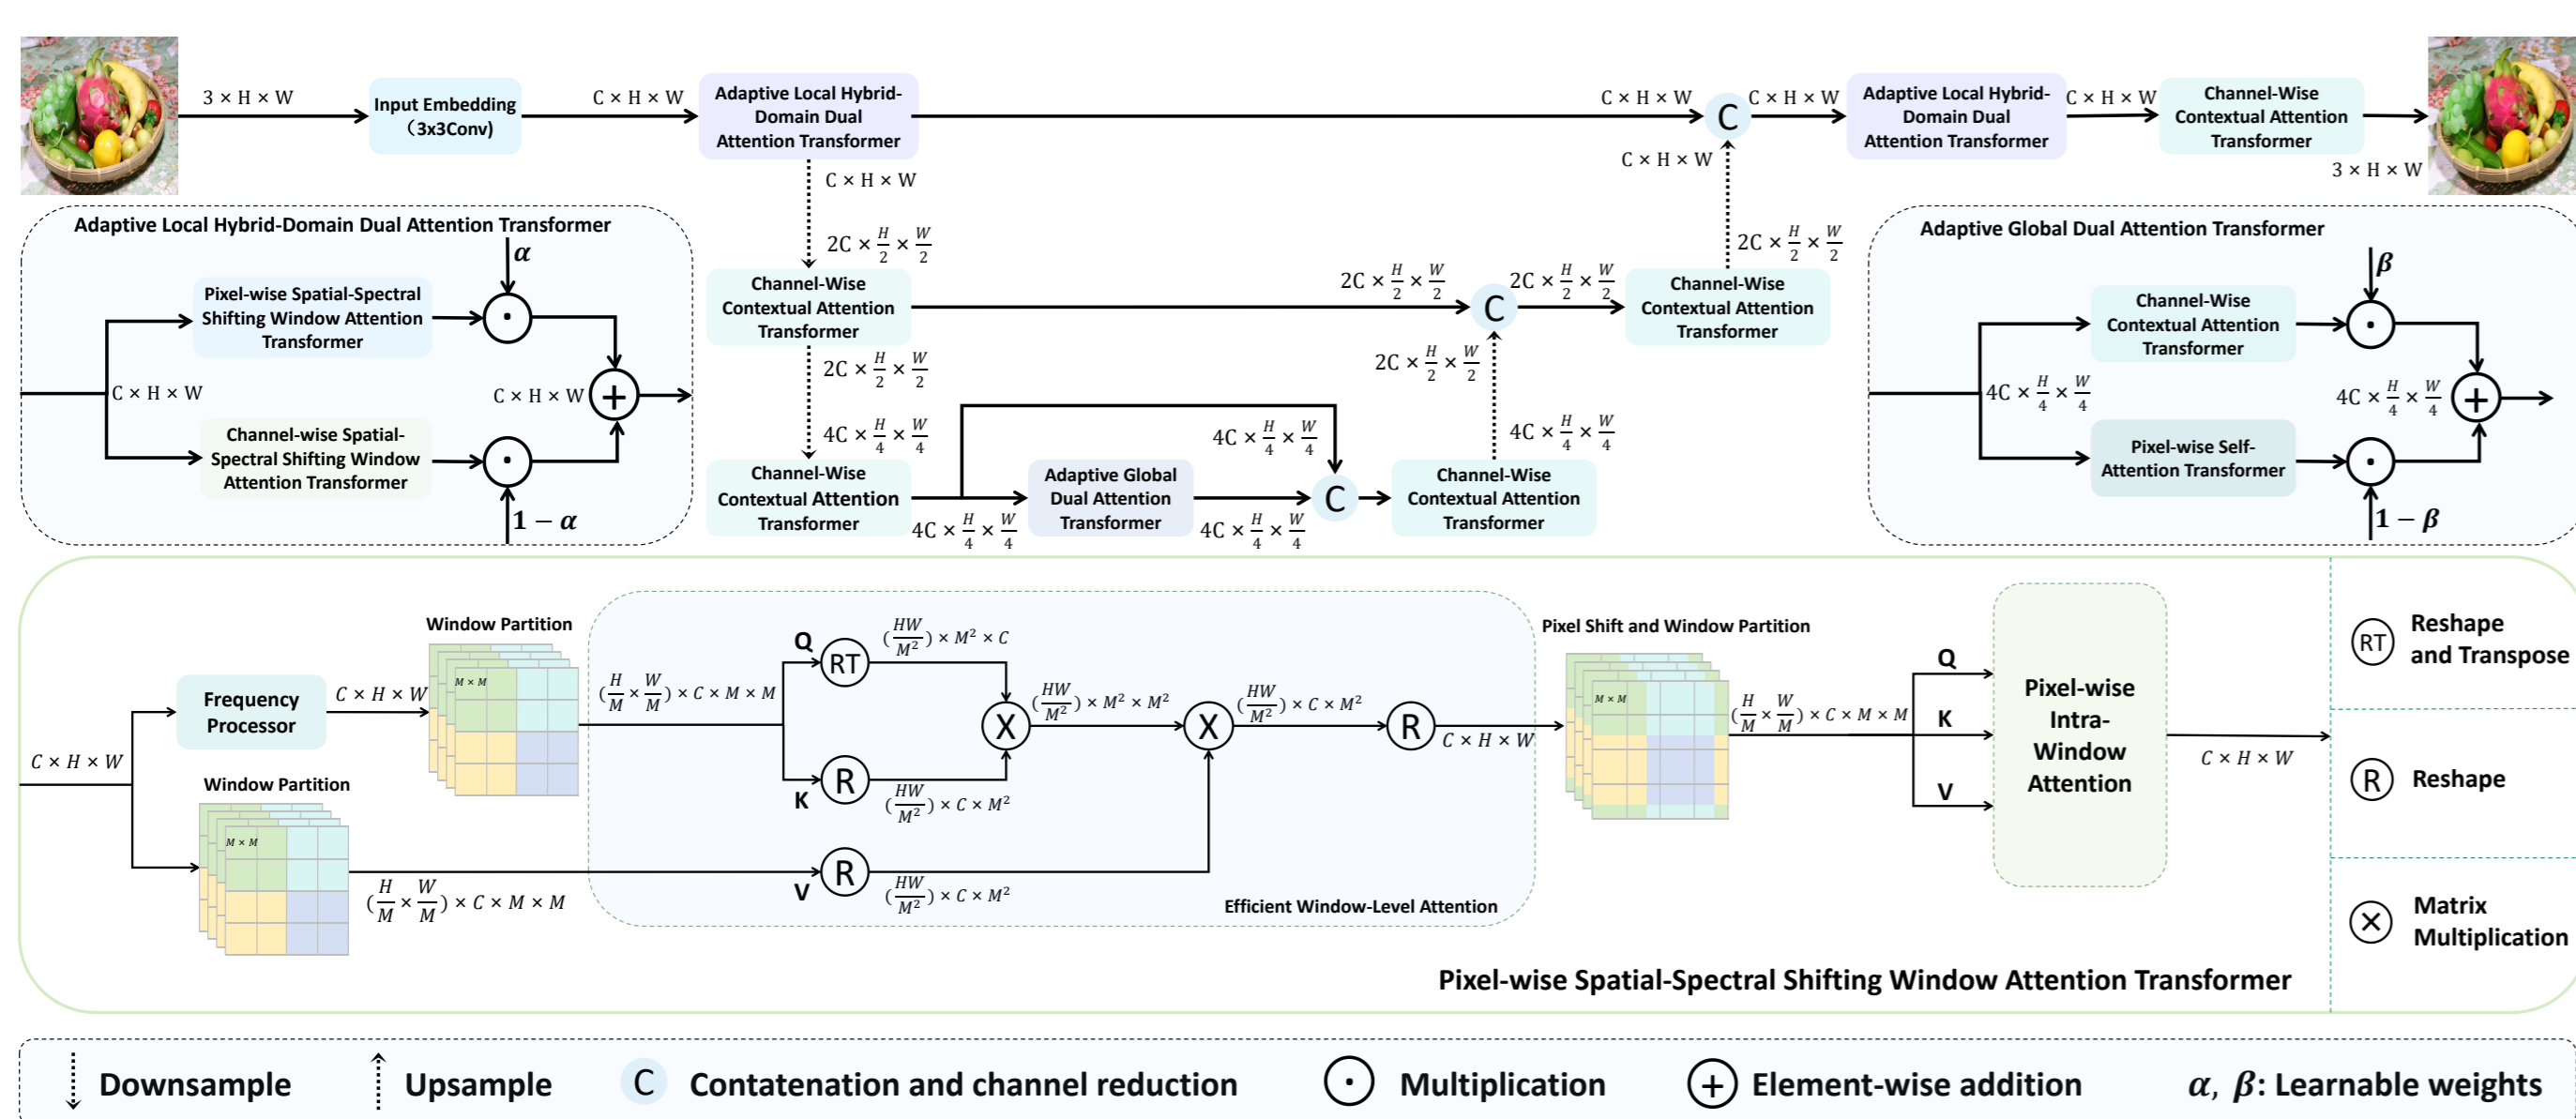 3 × H × W
Input Embedding
（3x3Conv)
C × H × W
Adaptive Local Hybrid-
Domain Dual
Attention Transformer
C × H × W
C
C × H × W
Adaptive Local Hybrid-
Domain Dual
Attention Transformer
C × H × W
Channel-Wise
Contextual Attention
Transformer
3 × H × W
C × H × W
C × H × W
2C × H/2 × W/2
2C × H/2 × W/2
Adaptive Local Hybrid-Domain Dual Attention Transformer
α
Pixel-wise Spatial-Spectral
Shifting Window Attention
Transformer
C × H × W
C × H × W
+
Channel-wise Spatial-
Spectral Shifting Window
Attention Transformer
1 − α
Channel-Wise
Contextual Attention
Transformer
2C × H/2 × W/2
C
2C × H/2 × W/2
Channel-Wise
Contextual Attention
Transformer
2C × H/2 × W/2
2C × H/2 × W/2
4C × H/4 × W/4
4C × H/4 × W/4
4C × H/4 × W/4
Channel-Wise
Contextual Attention
Transformer
4C × H/4 × W/4
Adaptive Global
Dual Attention
Transformer
4C × H/4 × W/4
C
Channel-Wise
Contextual Attention
Transformer
Adaptive Global Dual Attention Transformer
β
Channel-Wise
Contextual Attention
Transformer
4C × H/4 × W/4
4C × H/4 × W/4
+
Pixel-wise Self-
Attention Transformer
1 − β
C × H × W
Frequency
Processor
C × H × W
Window Partition
M × M
Window Partition
M × M
(H/M × W/M) × C × M × M
(H/M × W/M) × C × M × M
Q
RT
(HW/M²) × M² × C
K
R
(HW/M²) × C × M²
V
R
(HW/M²) × C × M²
X
(HW/M²) × M² × M²
X
(HW/M²) × C × M²
R
C × H × W
Efficient Window-Level Attention
Pixel Shift and Window Partition
M × M
(H/M × W/M) × C × M × M
Q
K
V
Pixel-wise
Intra-
Window
Attention
C × H × W
Pixel-wise Spatial-Spectral Shifting Window Attention Transformer
RT
Reshape
and Transpose
R
Reshape
×
Matrix
Multiplication
Downsample
Upsample
C
Contatenation and channel reduction
Multiplication
+
Element-wise addition
α, β: Learnable weights